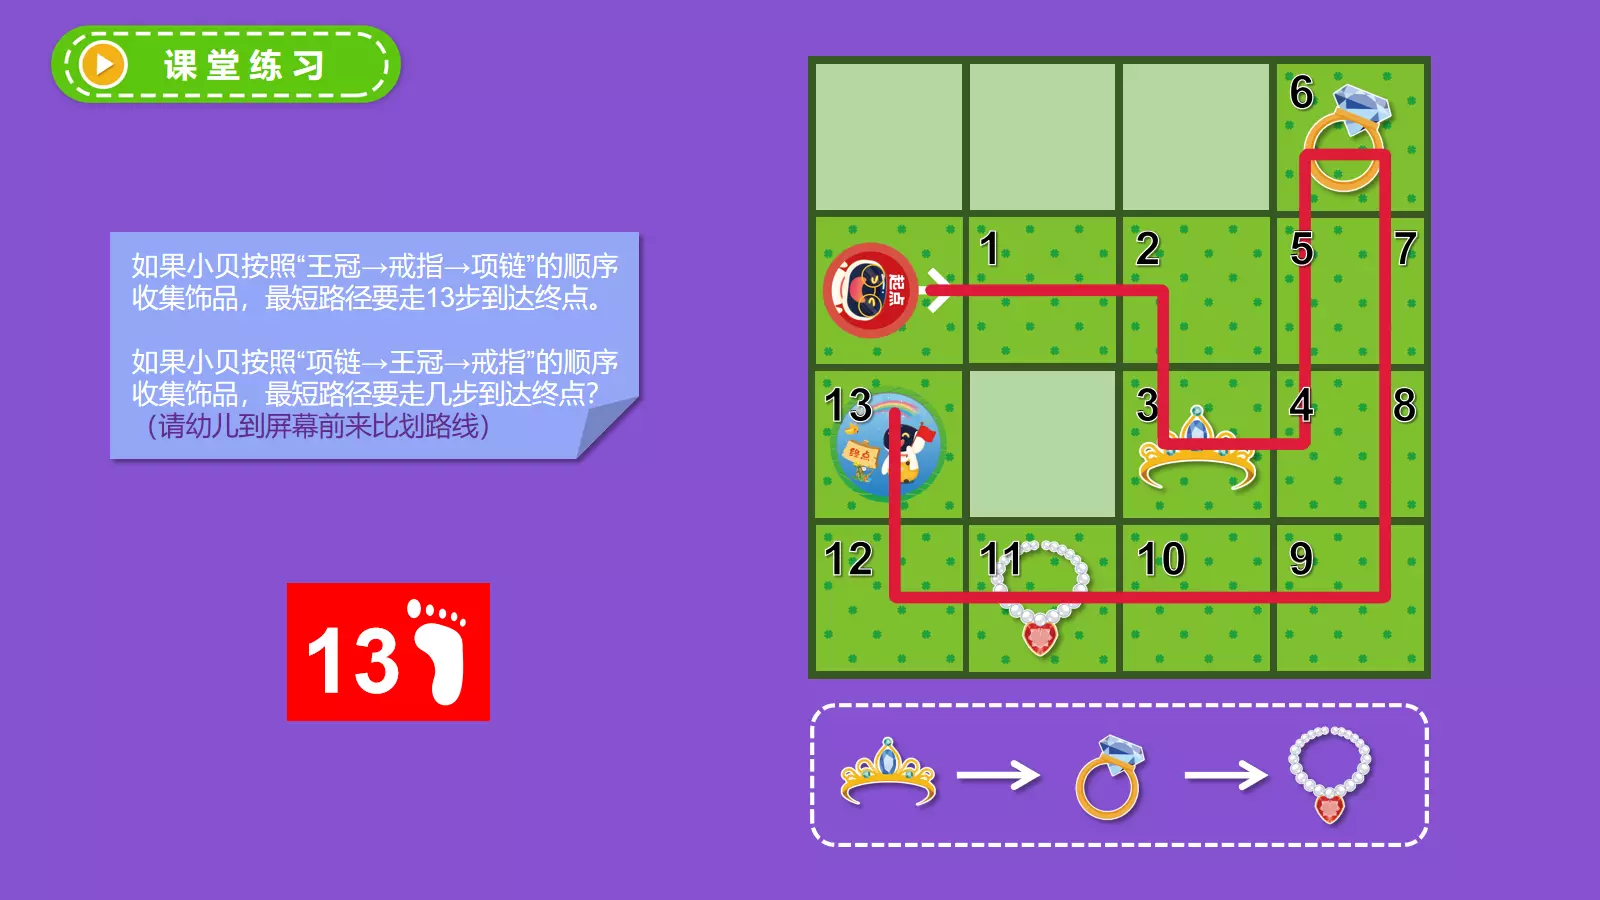 课堂练习
如果小贝按照“王冠→戒指→项链”的顺序
收集饰品，最短路径要走13步到达终点。
如果小贝按照“项链→王冠→戒指”的顺序
收集饰品，最短路径要走几步到达终点?
（请幼儿到屏幕前来比划路线）
13
6
起点
1
2
5
7
13
终点
3
4
8
12
11
10
9